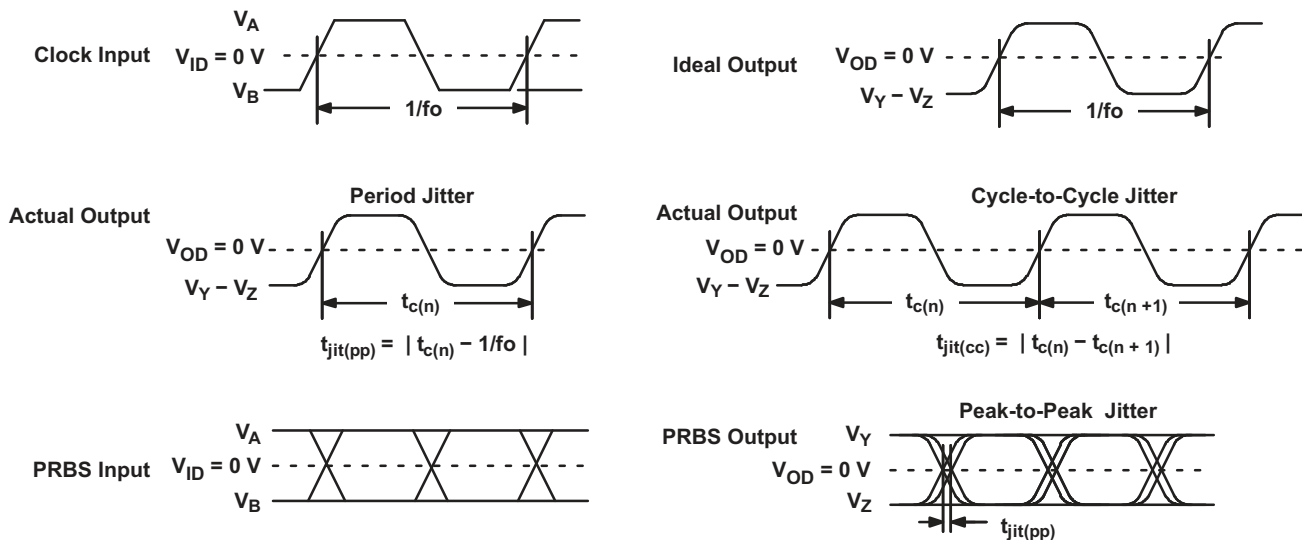 Clock Input
V_A
V_ID = 0 V
V_B
1/fo
Ideal Output
V_OD = 0 V
V_Y − V_Z
1/fo
Actual Output
Period Jitter
V_OD = 0 V
V_Y − V_Z
t_c(n)
t_jit(pp) = | t_c(n) − 1/fo |
Actual Output
Cycle-to-Cycle Jitter
V_OD = 0 V
V_Y − V_Z
t_c(n)
t_c(n +1)
t_jit(cc) = | t_c(n) − t_c(n + 1) |
PRBS Input
V_A
V_ID = 0 V
V_B
Peak-to-Peak Jitter
PRBS Output
V_Y
V_OD = 0 V
V_Z
t_jit(pp)